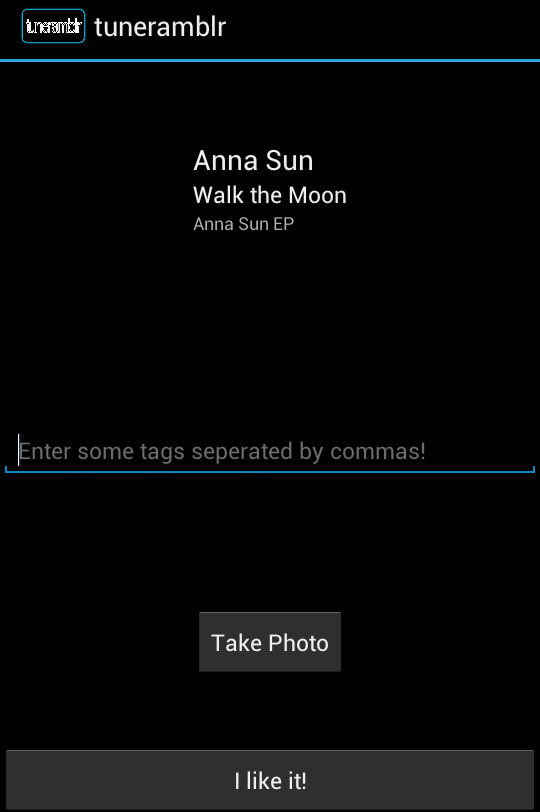 tuneramblr tuneramblr
Anna Sun
Walk the Moon
Anna Sun EP
Enter some tags seperated by commas!
Take Photo
I like it!